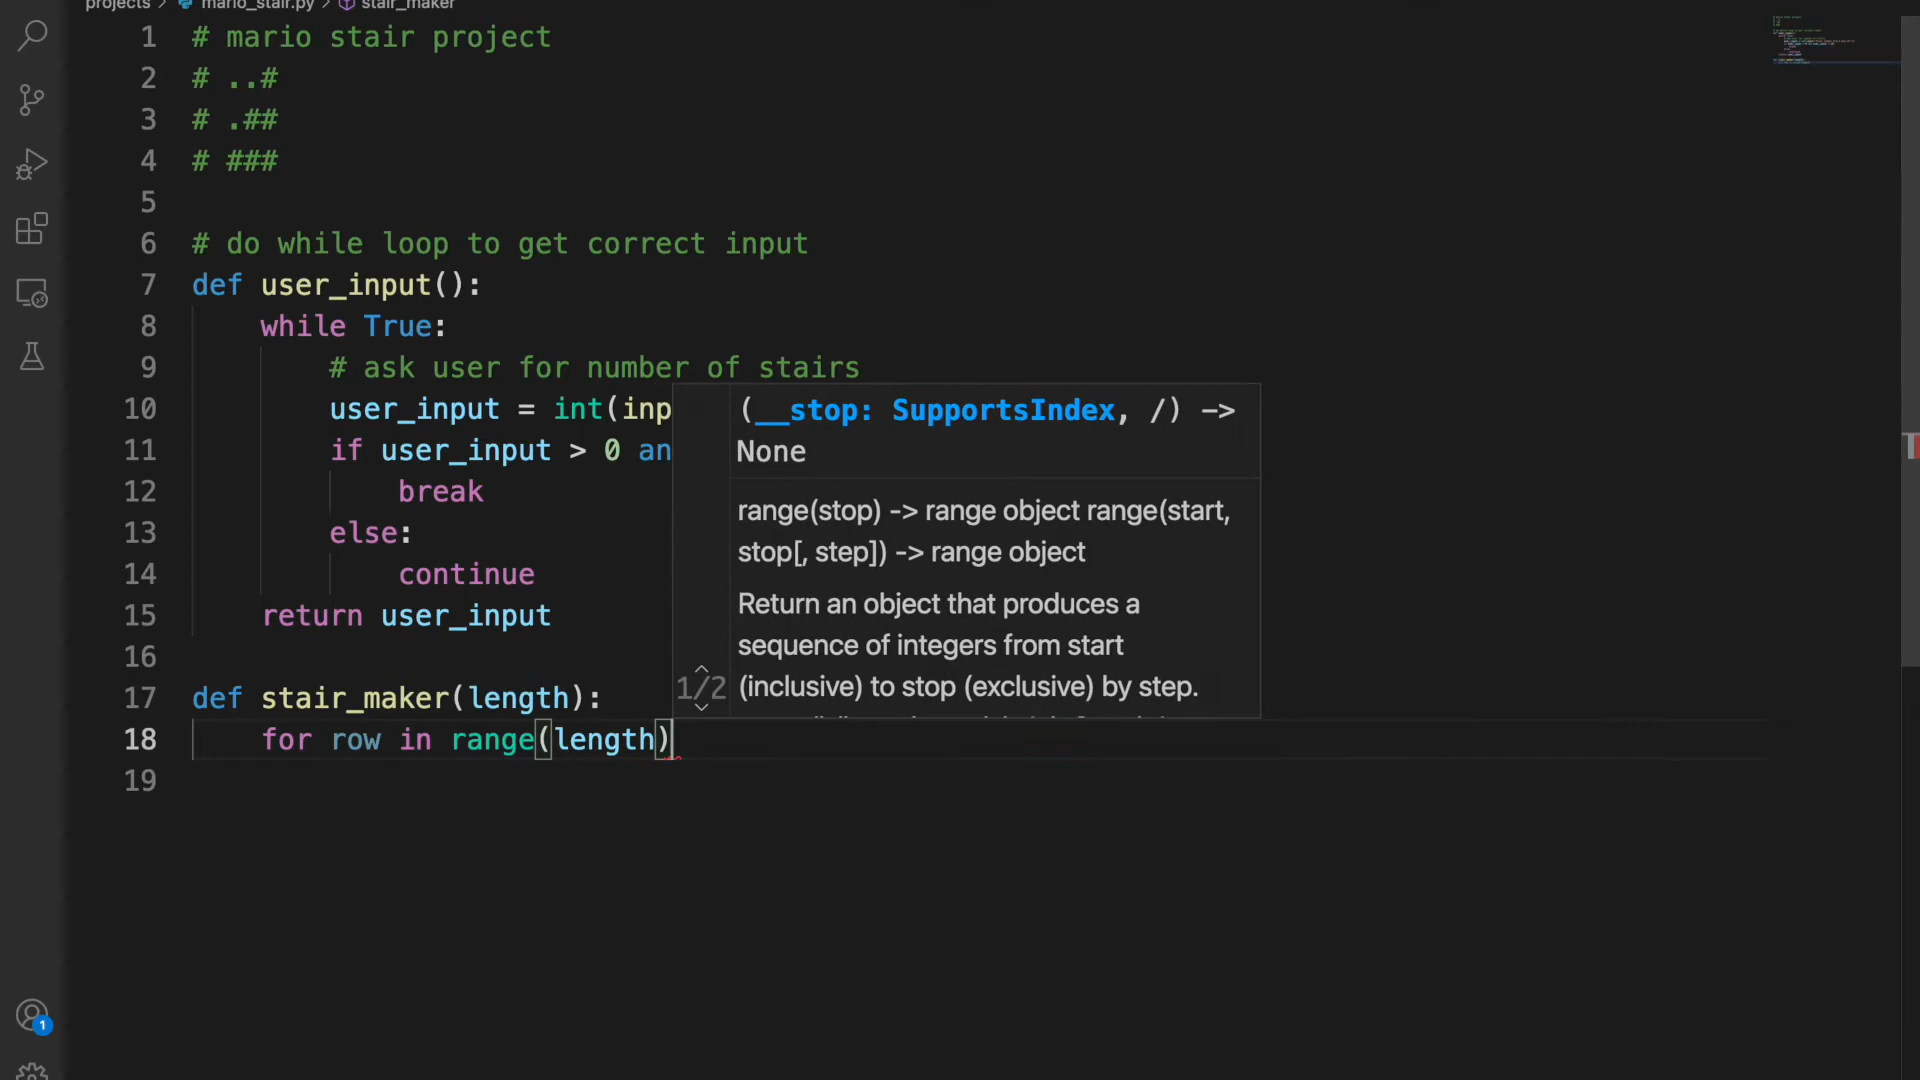 projects > mario_stair.py > stair_maker
1 # mario stair project
2 # ..#
3 # .##
4 # ###
5
6 # do while loop to get correct input
7 def user_input():
8 while True:
9 # ask user for number of stairs
10 user_input = int(inp
11 if user_input > 0 an
12 break
13 else:
14 continue
15 return user_input
16
17 def stair_maker(length):
18 for row in range(length)
19
(__stop: SupportsIndex, /) ->
None
range(stop) -> range object range(start,
stop[, step]) -> range object
Return an object that produces a
sequence of integers from start
(inclusive) to stop (exclusive) by step.
1/2
1